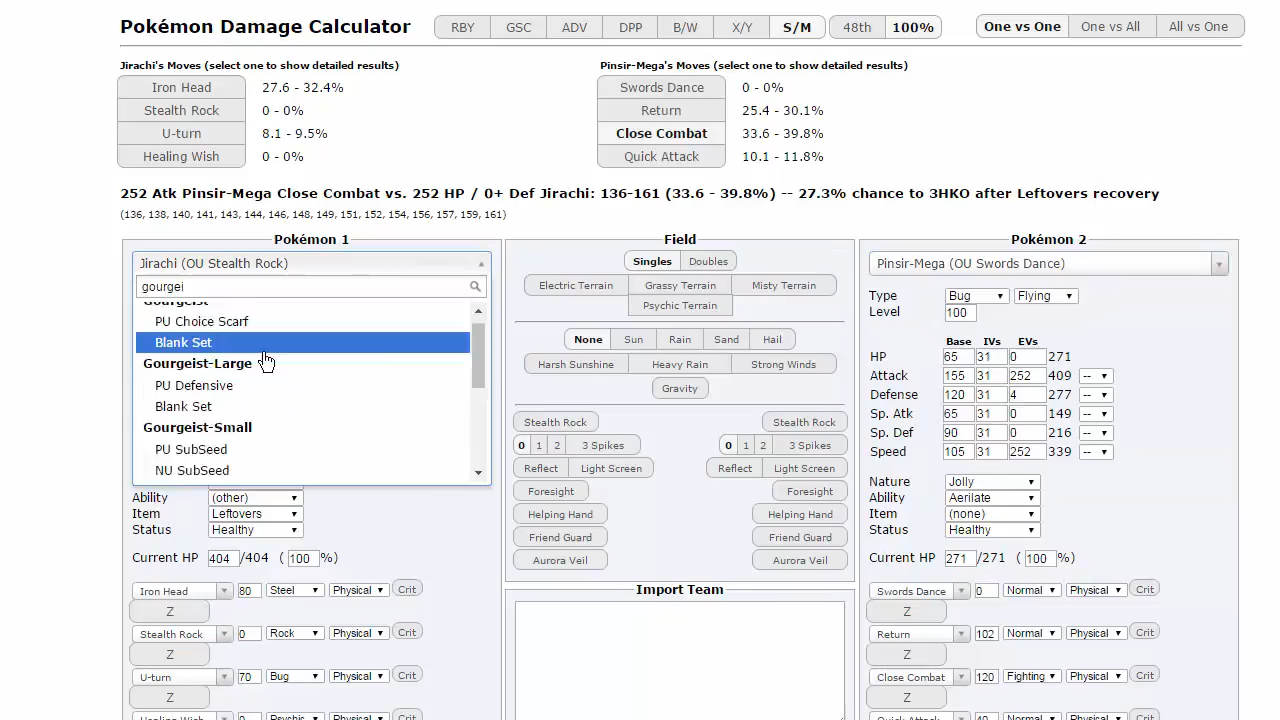 Pokémon Damage Calculator
RBY GSC ADV DPP B/W X/Y S/M 48th 100% One vs One One vs All All vs One
Jirachi's Moves (select one to show detailed results)
Iron Head 27.6 - 32.4%
Stealth Rock 0 - 0%
U-turn 8.1 - 9.5%
Healing Wish 0 - 0%
Pinsir-Mega's Moves (select one to show detailed results)
Swords Dance 0 - 0%
Return 25.4 - 30.1%
Close Combat 33.6 - 39.8%
Quick Attack 10.1 - 11.8%
252 Atk Pinsir-Mega Close Combat vs. 252 HP / 0+ Def Jirachi: 136-161 (33.6 - 39.8%) -- 27.3% chance to 3HKO after Leftovers recovery
(136, 138, 140, 141, 143, 144, 146, 148, 149, 151, 152, 154, 156, 157, 159, 161)
Pokémon 1
Jirachi (OU Stealth Rock)
gourgei
Gourgeist
PU Choice Scarf
Blank Set
Gourgeist-Large
PU Defensive
Blank Set
Gourgeist-Small
PU SubSeed
NU SubSeed
Ability (other)
Item Leftovers
Status Healthy
Current HP 404 /404 ( 100 %)
Iron Head 80 Steel Physical Crit
Z
Stealth Rock 0 Rock Physical Crit
Z
U-turn 70 Bug Physical Crit
Z
Healing Wish 0 Psychic Physical Crit
Field
Singles Doubles
Electric Terrain Grassy Terrain Misty Terrain
Psychic Terrain
None Sun Rain Sand Hail
Harsh Sunshine Heavy Rain Strong Winds
Gravity
Stealth Rock Stealth Rock
0 1 2 3 Spikes 0 1 2 3 Spikes
Reflect Light Screen Reflect Light Screen
Foresight Foresight
Helping Hand Helping Hand
Friend Guard Friend Guard
Aurora Veil Aurora Veil
Import Team
Pokémon 2
Pinsir-Mega (OU Swords Dance)
Type Bug Flying
Level 100
Base IVs EVs
HP 65 31 0 271
Attack 155 31 252 409 --
Defense 120 31 4 277 --
Sp. Atk 65 31 0 149 --
Sp. Def 90 31 0 216 --
Speed 105 31 252 339 --
Nature Jolly
Ability Aerilate
Item (none)
Status Healthy
Current HP 271 /271 ( 100 %)
Swords Dance 0 Normal Physical Crit
Z
Return 102 Normal Physical Crit
Z
Close Combat 120 Fighting Physical Crit
Z
Quick Attack 40 Normal Physical Crit